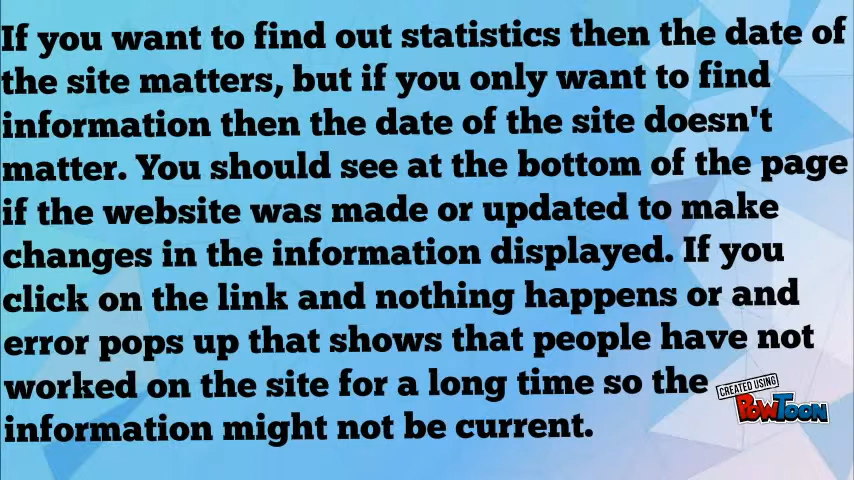 If you want to find out statistics then the date of
the site matters, but if you only want to find
information then the date of the site doesn't
matter. You should see at the bottom of the page
if the website was made or updated to make
changes in the information displayed. If you
click on the link and nothing happens or and
error pops up that shows that people have not
worked on the site for a long time so the
information might not be current.
CREATED USING
POWTOON